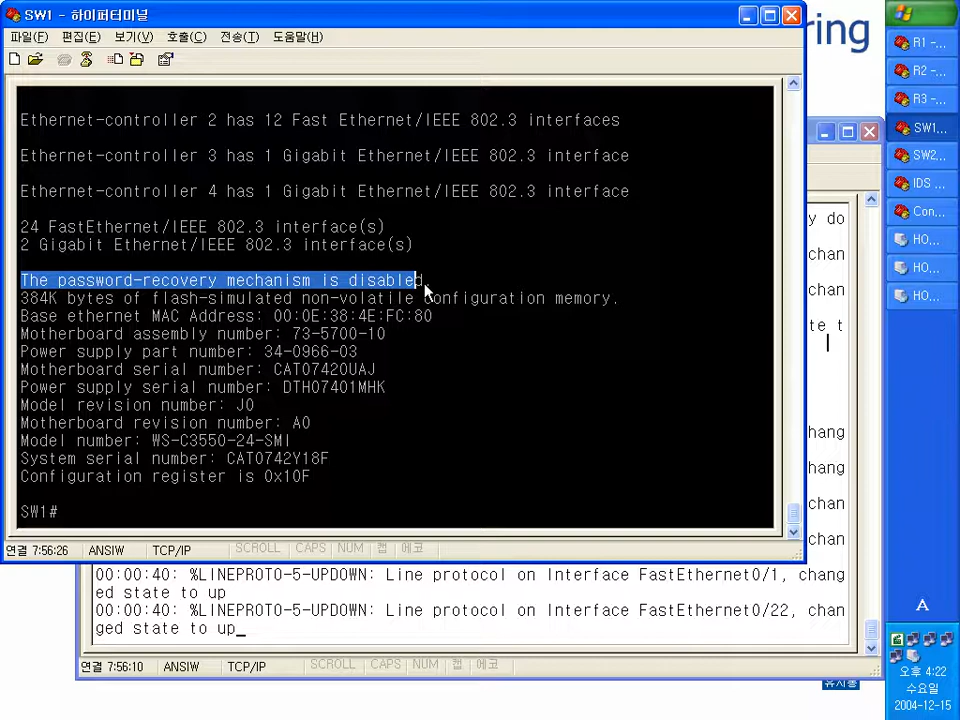 SW1 - 하이퍼터미널
파일(F) 편집(E) 보기(V) 호출(C) 전송(T) 도움말(H)
Ethernet-controller 2 has 12 Fast Ethernet/IEEE 802.3 interfaces
Ethernet-controller 3 has 1 Gigabit Ethernet/IEEE 802.3 interface
Ethernet-controller 4 has 1 Gigabit Ethernet/IEEE 802.3 interface
24 FastEthernet/IEEE 802.3 interface(s)
2 Gigabit Ethernet/IEEE 802.3 interface(s)
The password-recovery mechanism is disabled.
384K bytes of flash-simulated non-volatile configuration memory.
Base ethernet MAC Address: 00:0E:38:4E:FC:80
Motherboard assembly number: 73-5700-10
Power supply part number: 34-0966-03
Motherboard serial number: CAT07420UAJ
Power supply serial number: DTH07401MHK
Model revision number: J0
Motherboard revision number: A0
Model number: WS-C3550-24-SMI
System serial number: CAT0742Y18F
Configuration register is 0x10F
SW1#
연결 7:56:26 ANSIW TCP/IP SCROLL CAPS NUM 캡 에코
ring
y do
chan
chan
te t
hang
chan
chan
chan
00:00:40: %LINEPROTO-5-UPDOWN: Line protocol on Interface FastEthernet0/1, chang
ed state to up
00:00:40: %LINEPROTO-5-UPDOWN: Line protocol on Interface FastEthernet0/22, chan
ged state to up_
연결 7:56:10 ANSIW TCP/IP SCROLL CAPS NUM 캡 에코
R1 -...
R2 -...
R3 -...
SW1...
SW2...
IDS ...
Con...
HO...
HO...
HO...
A
오후 4:22
수요일
2004-12-15